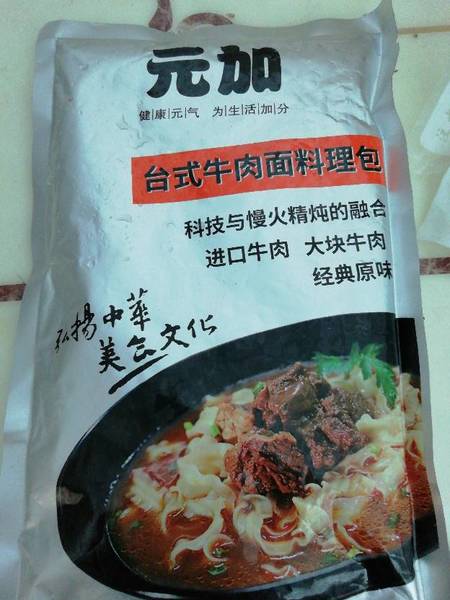 元加
健|康|元|气 为|生|活|加|分
台式牛肉面料理包
科技与慢火精炖的融合
进口牛肉 大块牛肉
经典原味
弘揚中華
美食文化